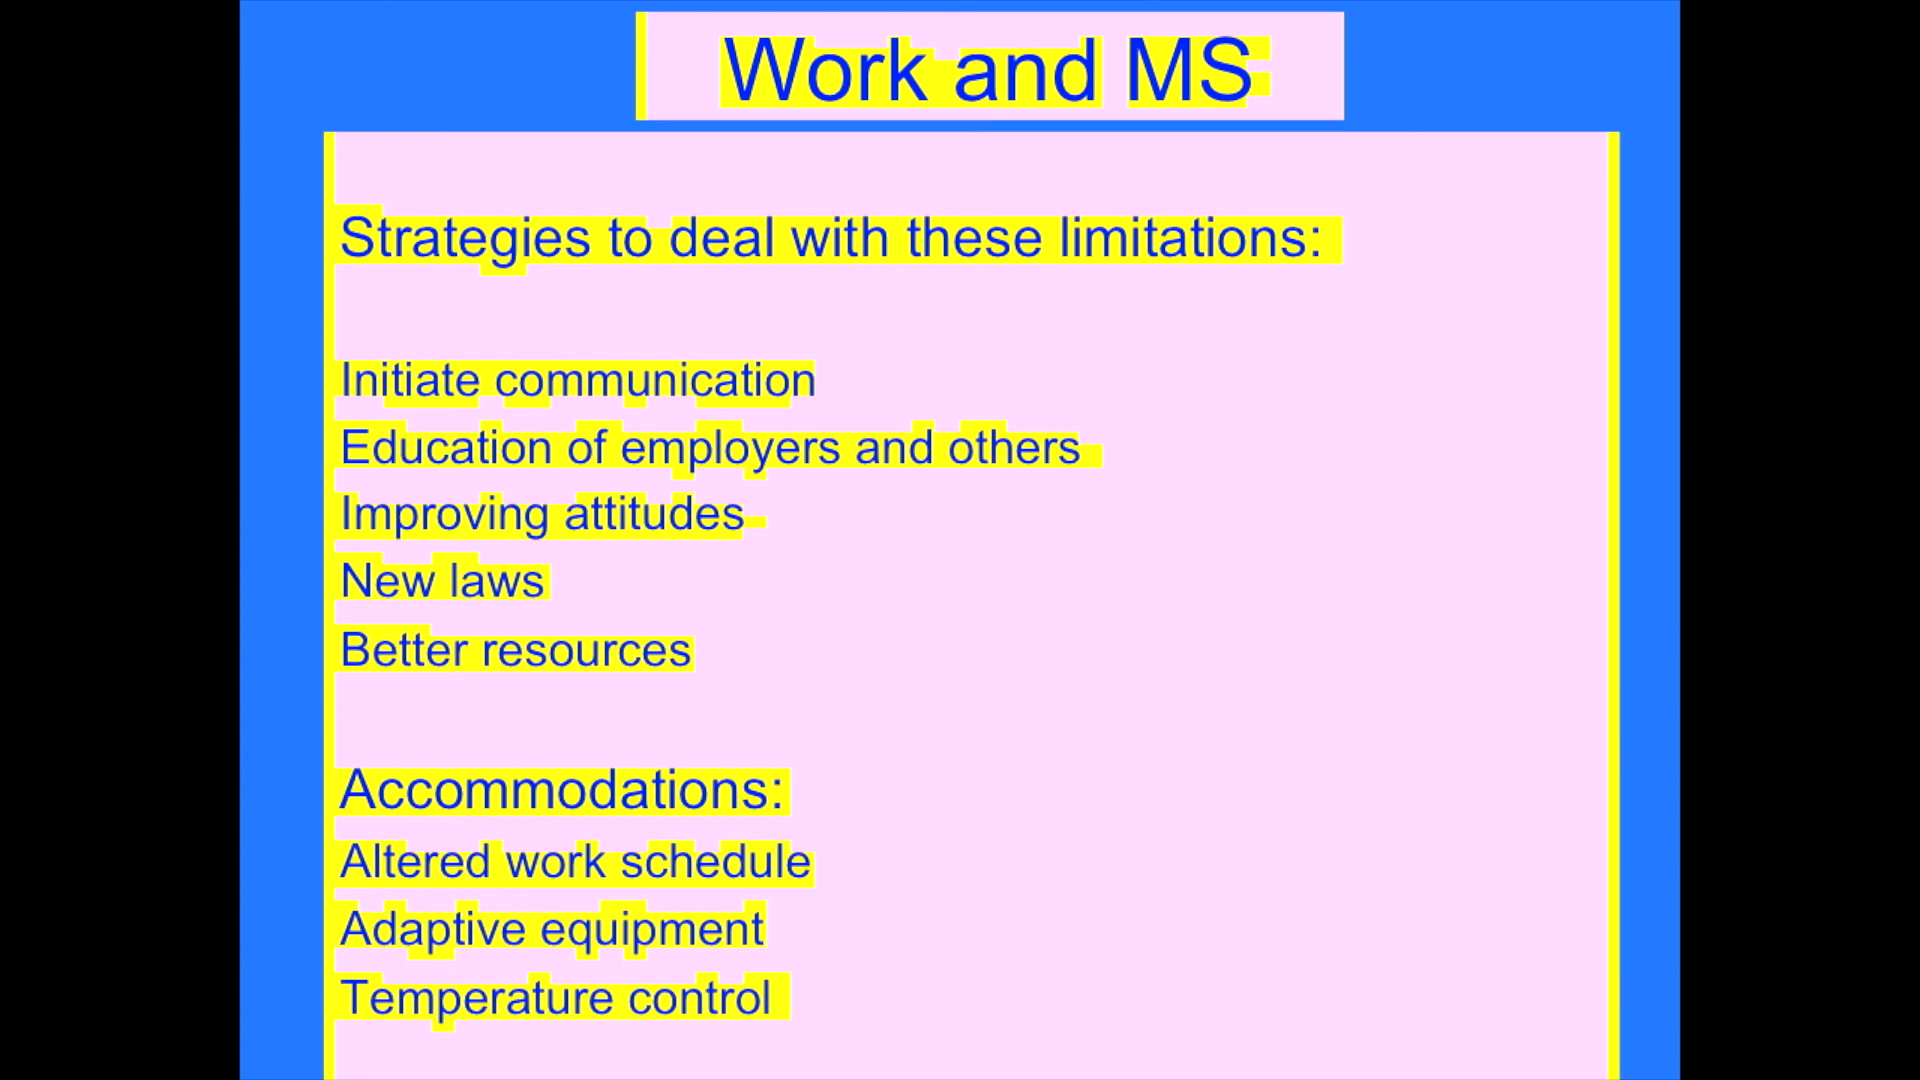 Work and MS
Strategies to deal with these limitations:
Initiate communication
Education of employers and others
Improving attitudes
New laws
Better resources
Accommodations:
Altered work schedule
Adaptive equipment
Temperature control